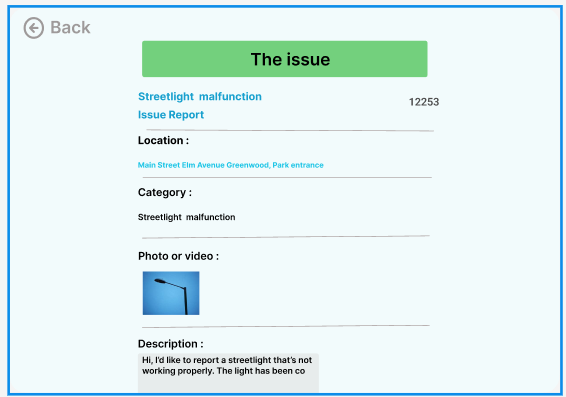 Back
The issue
Streetlight malfunction
12253
Issue Report
Location :
Main Street Elm Avenue Greenwood, Park entrance
Category :
Streetlight malfunction
Photo or video :
Description :
Hi, I'd like to report a streetlight that's not
working properly. The light has been co